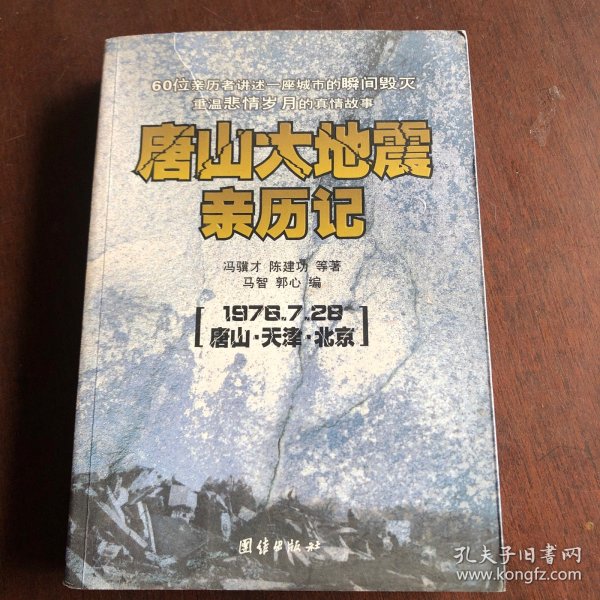 60位亲历者讲述一座城市的瞬间毁灭
重温悲情岁月的真情故事
唐山大地震
亲历记
冯骥才 陈建功 等著
马智 郭心 编
[1976.7.28
唐山·天津·北京]
团结出版社
孔夫子旧书网
www.kongfz.com